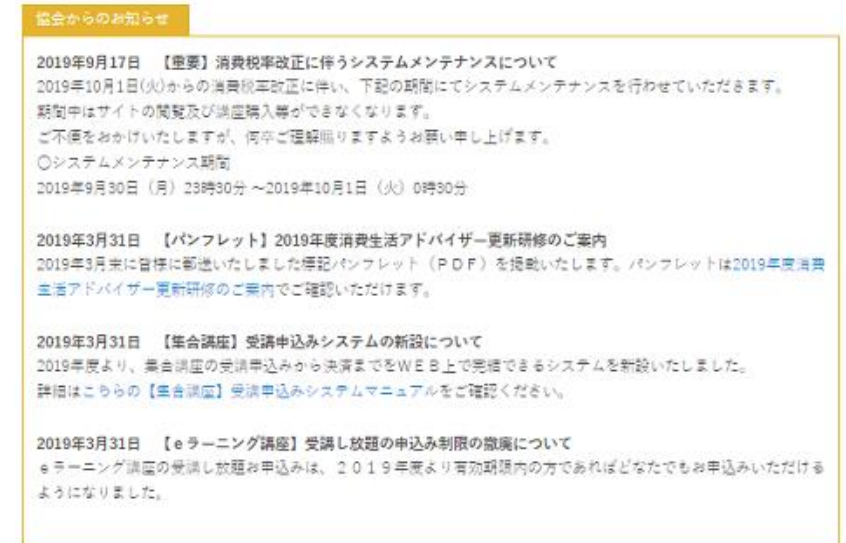 協会からのお知らせ
2019年9月17日　【重要】消費税率改正に伴うシステムメンテナンスについて
2019年10月1日(火)からの消費税率改正に伴い、下記の期間にてシステムメンテナンスを行わせていただきます。
期間中はサイトの閲覧及び講座購入等ができなくなります。
ご不便をおかけいたしますが、何卒ご理解賜りますようお願い申し上げます。
○システムメンテナンス期間
2019年9月30日（月）23時30分～2019年10月1日（火）0時30分
2019年3月31日　【パンフレット】2019年度消費生活アドバイザー更新研修のご案内
2019年3月末に皆様に郵送いたしました標記パンフレット（ＰＤＦ）を掲載いたします。パンフレットは2019年度消費
生活アドバイザー更新研修のご案内でご確認いただけます。
2019年3月31日　【集合講座】受講申込みシステムの新設について
2019年度より、集合講座の受講申込みから決済までをＷＥＢ上で完結できるシステムを新設いたしました。
詳細はこちらの【集合講座】受講申込みシステムマニュアルをご確認ください。
2019年3月31日　【ｅラーニング講座】受講し放題の申込み制限の撤廃について
ｅラーニング講座の受講し放題お申込みは、２０１９年度より有効期限内の方であればどなたでもお申込みいただける
ようになりました。